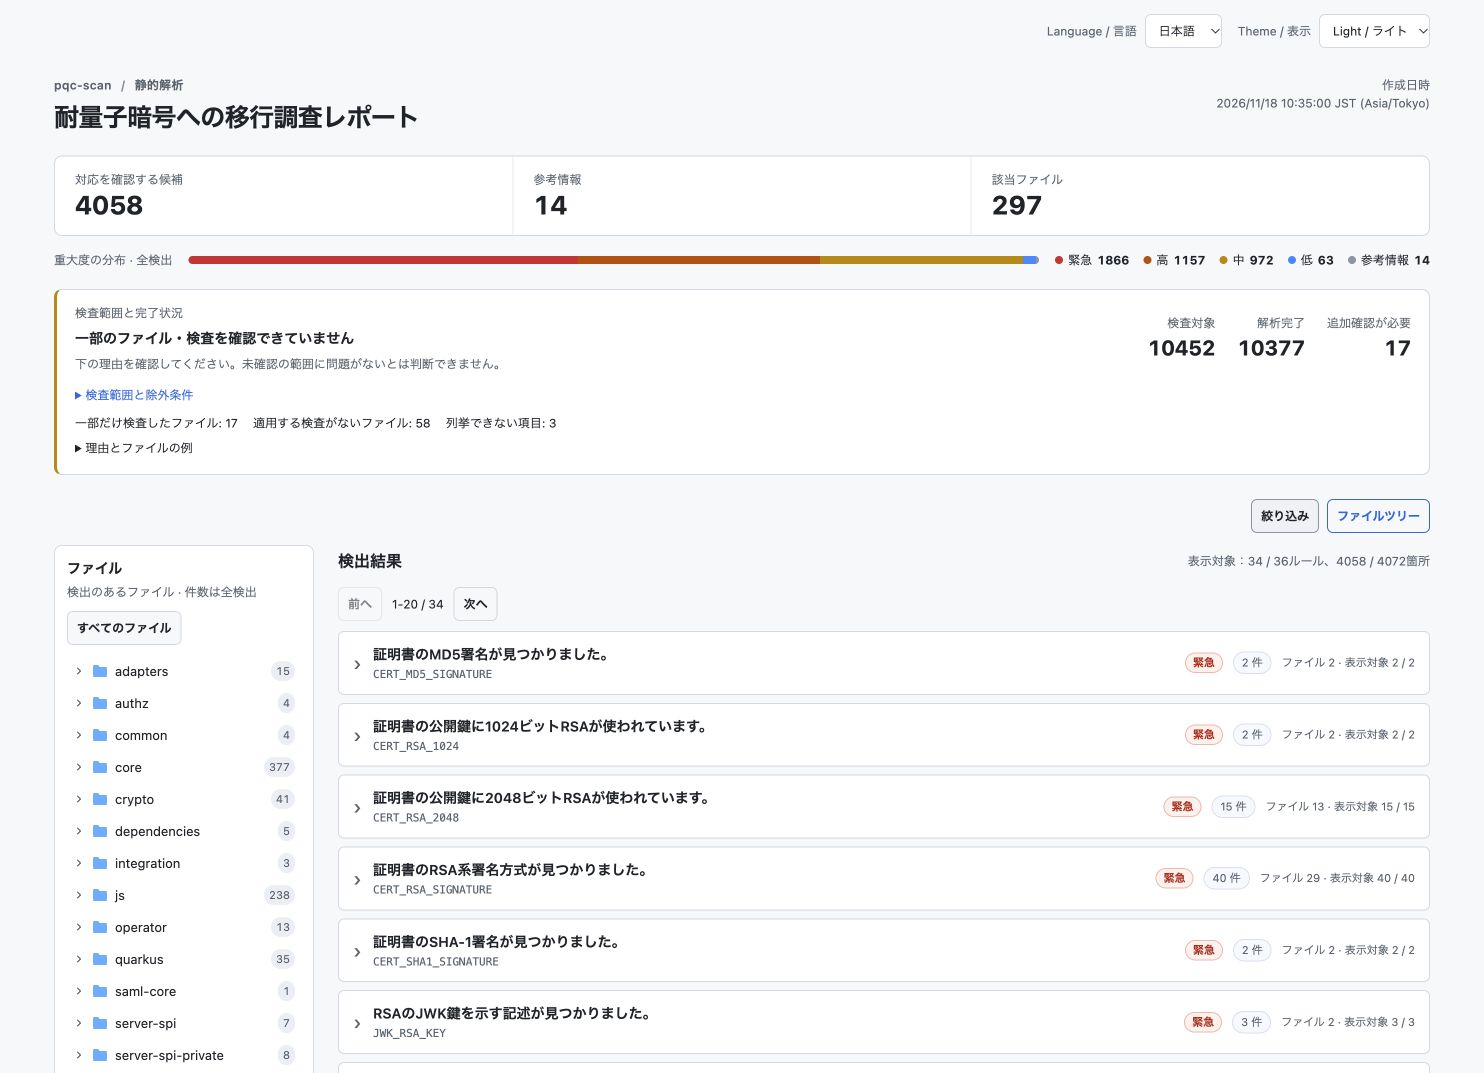 Language / 言語 日本語 Theme / 表示 Light / ライト
pqc-scan / 静的解析
耐量子暗号への移行調査レポート
作成日時
2026/11/18 10:35:00 JST (Asia/Tokyo)
対応を確認する候補
4058
参考情報
14
該当ファイル
297
重大度の分布 · 全検出
緊急 1866 高 1157 中 972 低 63 参考情報 14
検査範囲と完了状況
一部のファイル・検査を確認できていません
下の理由を確認してください。未確認の範囲に問題がないとは判断できません。
検査対象 解析完了 追加確認が必要
10452 10377 17
検査範囲と除外条件
一部だけ検査したファイル: 17 適用する検査がないファイル: 58 列挙できない項目: 3
理由とファイルの例
絞り込み ファイルツリー
ファイル
検出のあるファイル · 件数は全検出
すべてのファイル
adapters 15
authz 4
common 4
core 377
crypto 41
dependencies 5
integration 3
js 238
operator 13
quarkus 35
saml-core 1
server-spi 7
server-spi-private 8
検出結果
表示対象：34 / 36ルール、4058 / 4072箇所
前へ 1-20 / 34 次へ
証明書のMD5署名が見つかりました。
CERT_MD5_SIGNATURE
緊急 2 件 ファイル 2 · 表示対象 2 / 2
証明書の公開鍵に1024ビットRSAが使われています。
CERT_RSA_1024
緊急 2 件 ファイル 2 · 表示対象 2 / 2
証明書の公開鍵に2048ビットRSAが使われています。
CERT_RSA_2048
緊急 15 件 ファイル 13 · 表示対象 15 / 15
証明書のRSA系署名方式が見つかりました。
CERT_RSA_SIGNATURE
緊急 40 件 ファイル 29 · 表示対象 40 / 40
証明書のSHA-1署名が見つかりました。
CERT_SHA1_SIGNATURE
緊急 2 件 ファイル 2 · 表示対象 2 / 2
RSAのJWK鍵を示す記述が見つかりました。
JWK_RSA_KEY
緊急 3 件 ファイル 2 · 表示対象 3 / 3